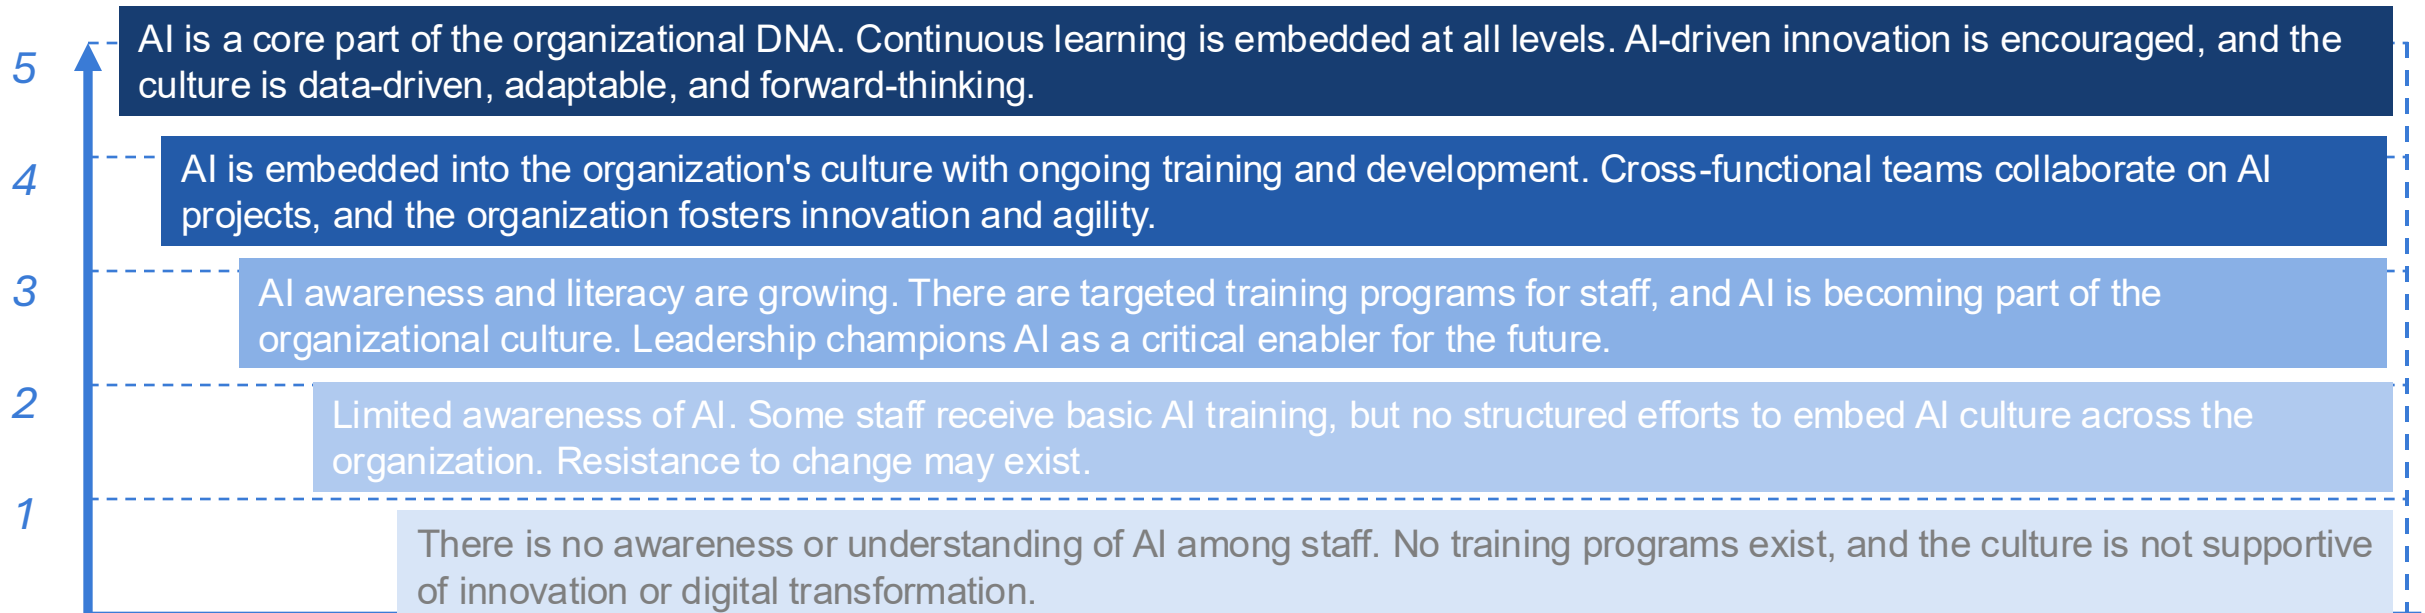 5
AI is a core part of the organizational DNA. Continuous learning is embedded at all levels. AI-driven innovation is encouraged, and the
culture is data-driven, adaptable, and forward-thinking.
4
AI is embedded into the organization's culture with ongoing training and development. Cross-functional teams collaborate on AI
projects, and the organization fosters innovation and agility.
3
AI awareness and literacy are growing. There are targeted training programs for staff, and AI is becoming part of the
organizational culture. Leadership champions AI as a critical enabler for the future.
2
Limited awareness of AI. Some staff receive basic AI training, but no structured efforts to embed AI culture across the
organization. Resistance to change may exist.
1
There is no awareness or understanding of AI among staff. No training programs exist, and the culture is not supportive
of innovation or digital transformation.